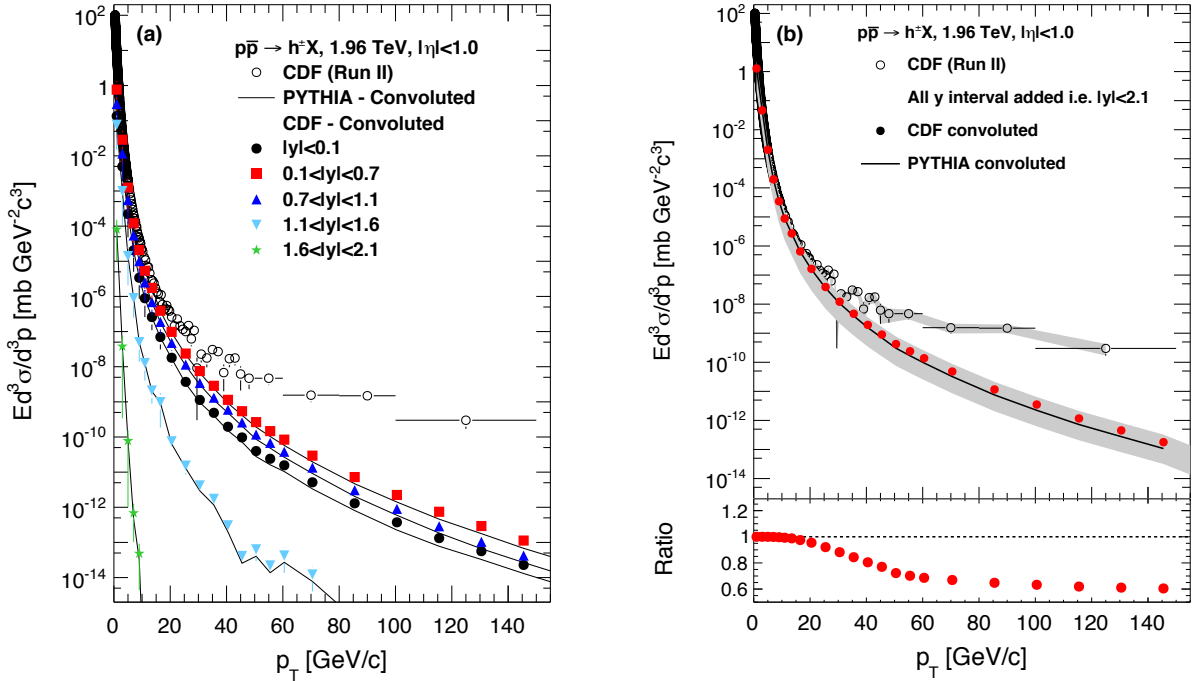 (a)
pp̅ → h±X, 1.96 TeV, |η|<1.0
CDF (Run II)
PYTHIA - Convoluted
CDF - Convoluted
|y|<0.1
0.1<|y|<0.7
0.7<|y|<1.1
1.1<|y|<1.6
1.6<|y|<2.1
Ed³σ/d³p [mb GeV⁻²c³]
10²
1
10⁻²
10⁻⁴
10⁻⁶
10⁻⁸
10⁻¹⁰
10⁻¹²
10⁻¹⁴
0 20 40 60 80 100 120 140
p_T [GeV/c]
(b)
pp̅ → h±X, 1.96 TeV, |η|<1.0
CDF (Run II)
All y interval added i.e. |y|<2.1
CDF convoluted
PYTHIA convoluted
Ed³σ/d³p [mb GeV⁻²c³]
10²
1
10⁻²
10⁻⁴
10⁻⁶
10⁻⁸
10⁻¹⁰
10⁻¹²
10⁻¹⁴
Ratio
1.2
1
0.8
0.6
0 20 40 60 80 100 120 140
p_T [GeV/c]